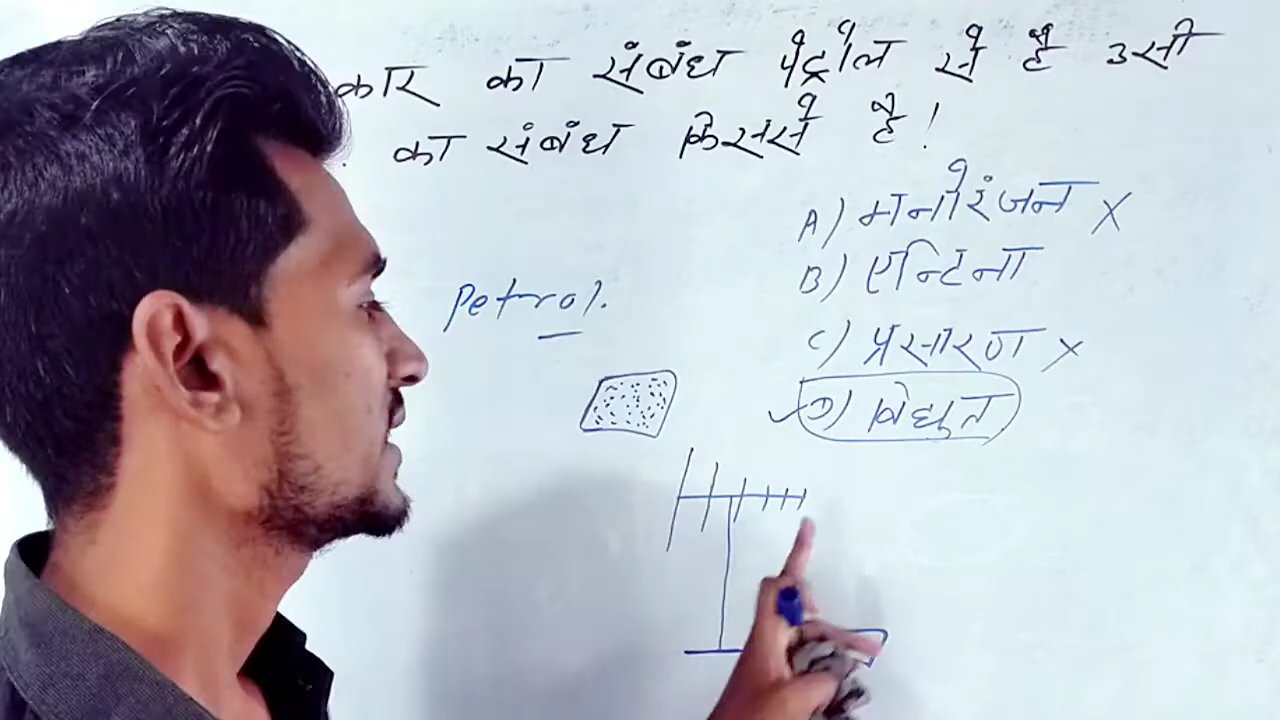 कार का संबंध पेट्रोल से है उसी
का संबंध किससे है!
A) मनोरंजन ×
B) एन्टिना
Petrol.
C) प्रसारण ×
✓D) विधुत